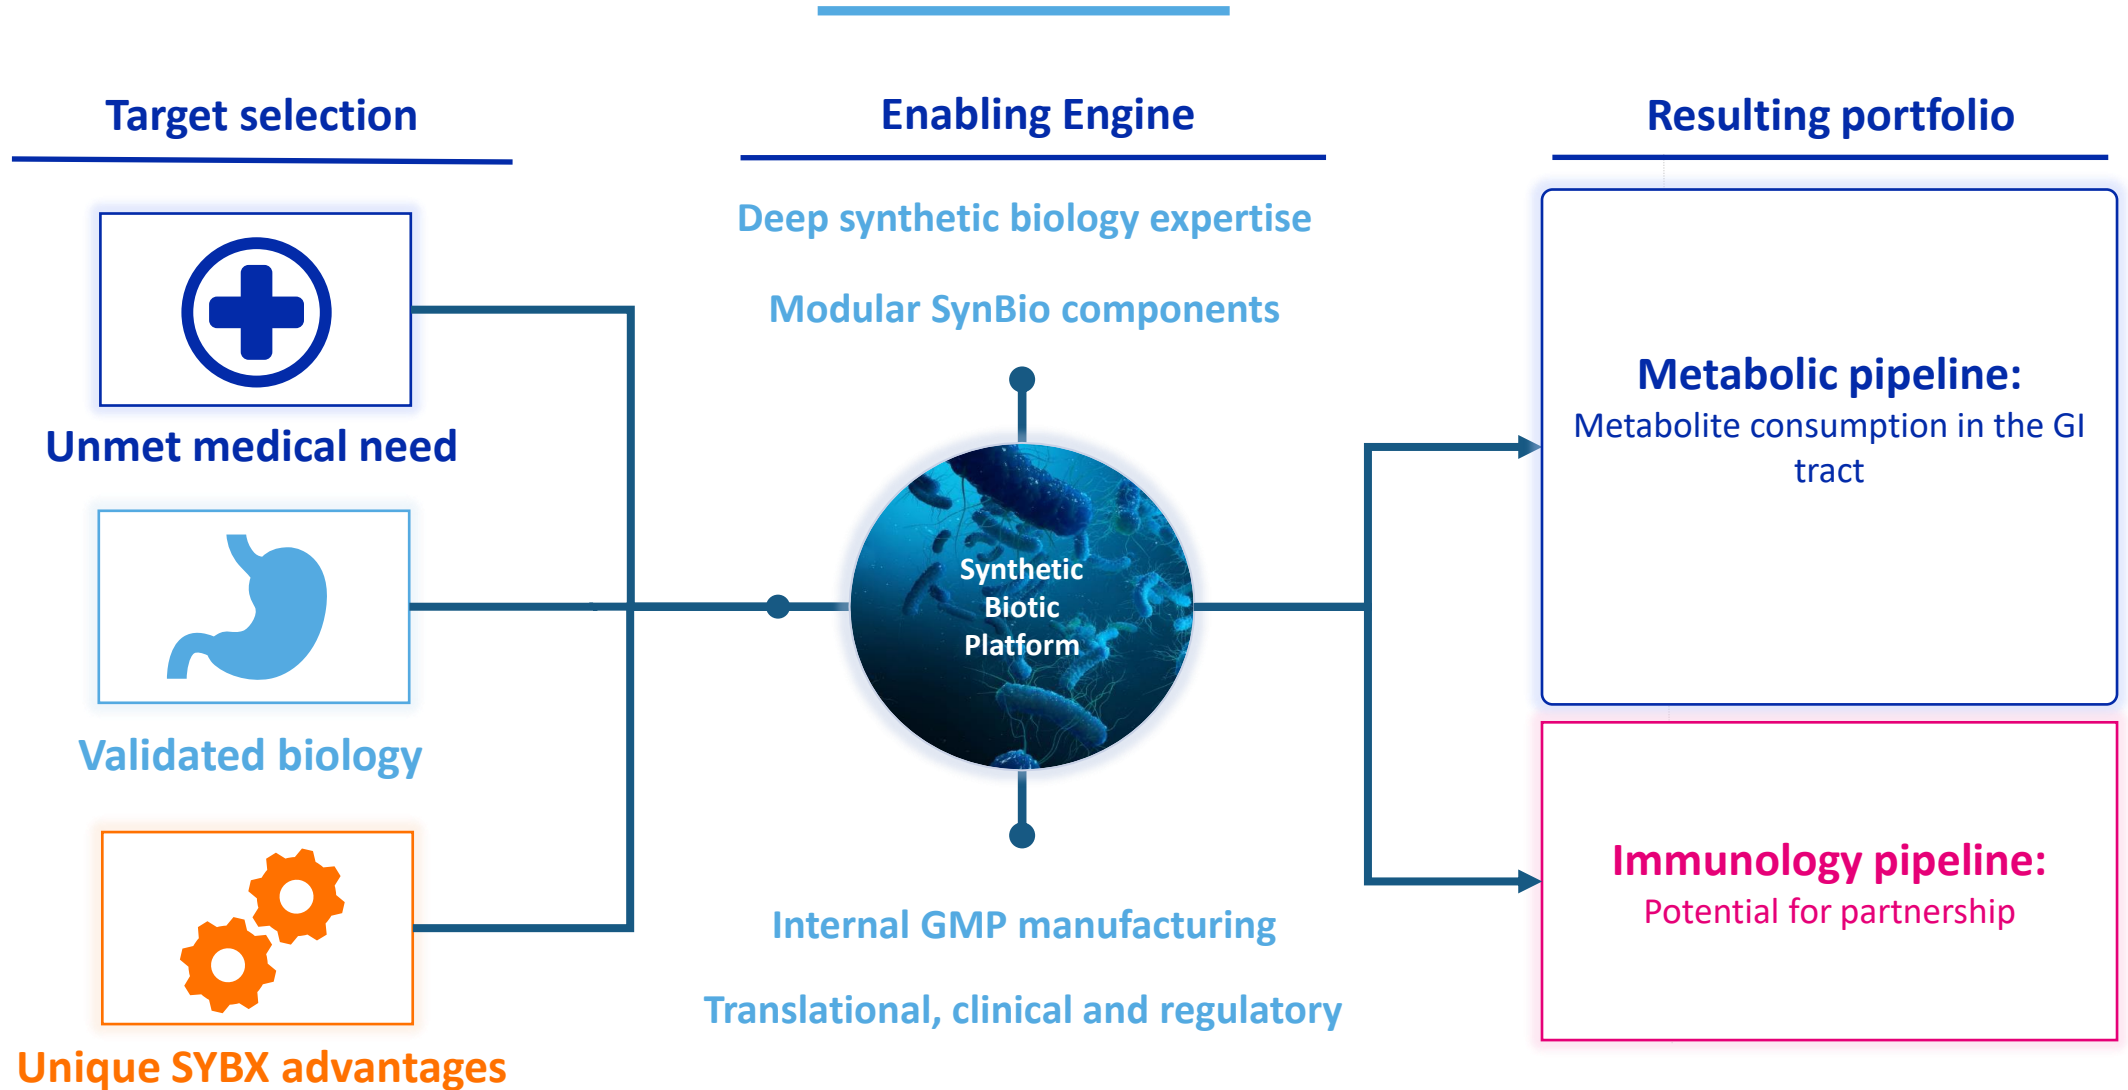 Target selection
Unmet medical need
Validated biology
Unique SYBX advantages
Enabling Engine
Deep synthetic biology expertise
Modular SynBio components
Synthetic
Biotic
Platform
Internal GMP manufacturing
Translational, clinical and regulatory
Resulting portfolio
Metabolic pipeline:
Metabolite consumption in the GI
tract
Immunology pipeline:
Potential for partnership